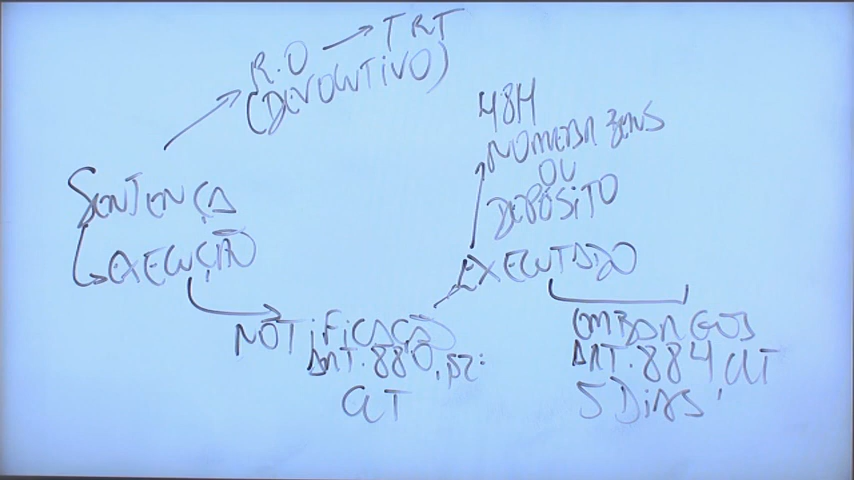 R.O → TRT
(DEVOLUTIVO)
48H
NOMEAR BENS
OU
DEPÓSITO
SENTENÇA
EXECUÇÃO
EXECUTADO
NOTIFICAÇÃO
ART. 880,
CLT
EMBARGOS
ART. 884 CLT
5 DIAS